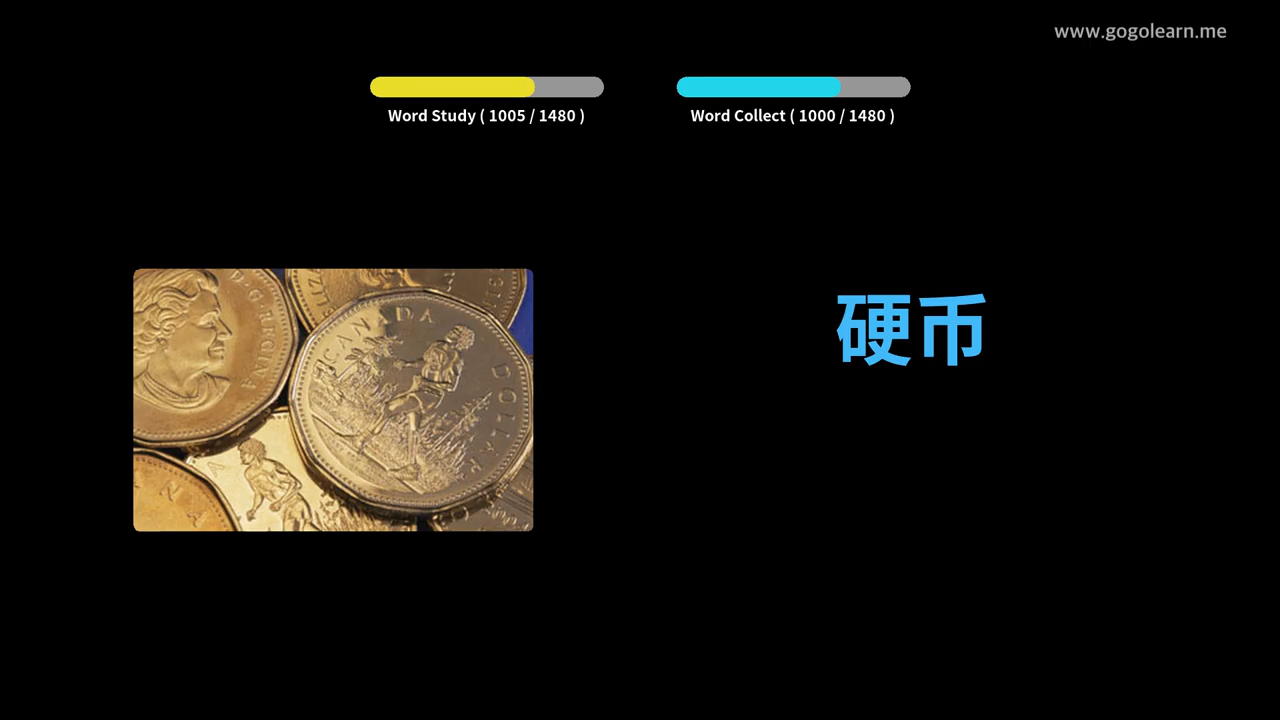 www.gogolearn.me
Word Study ( 1005 / 1480 )
Word Collect ( 1000 / 1480 )
硬币
D·G·REGINA
CANADA
DOLLAR